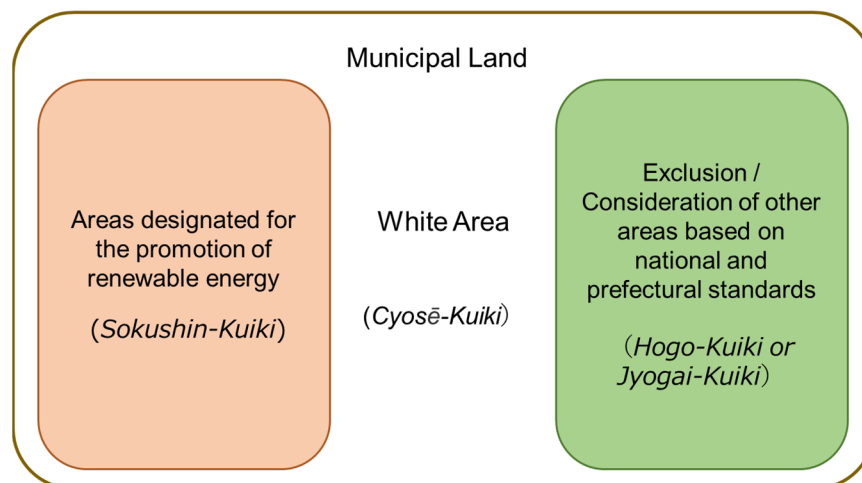 Municipal Land
Areas designated for
the promotion of
renewable energy
(Sokushin-Kuiki)
White Area
(Cyosē-Kuiki）
Exclusion /
Consideration of other
areas based on
national and
prefectural standards
（Hogo-Kuiki or
Jyogai-Kuiki）